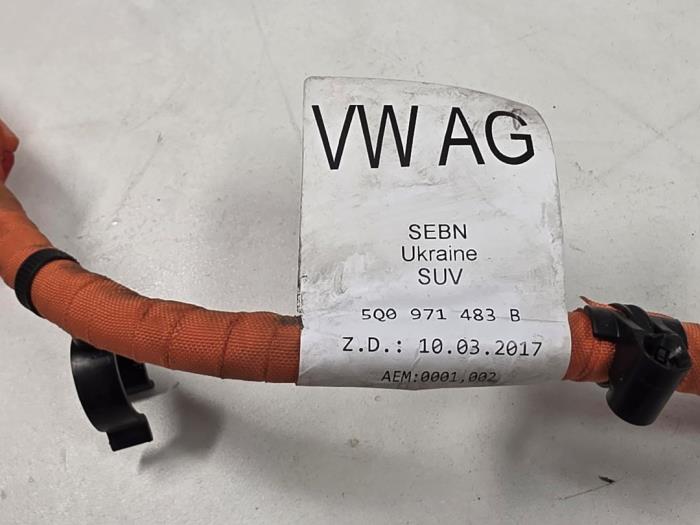 VW AG
SEBN
Ukraine
SUV
5Q0 971 483 B
Z.D.: 10.03.2017
AEM:0001,002